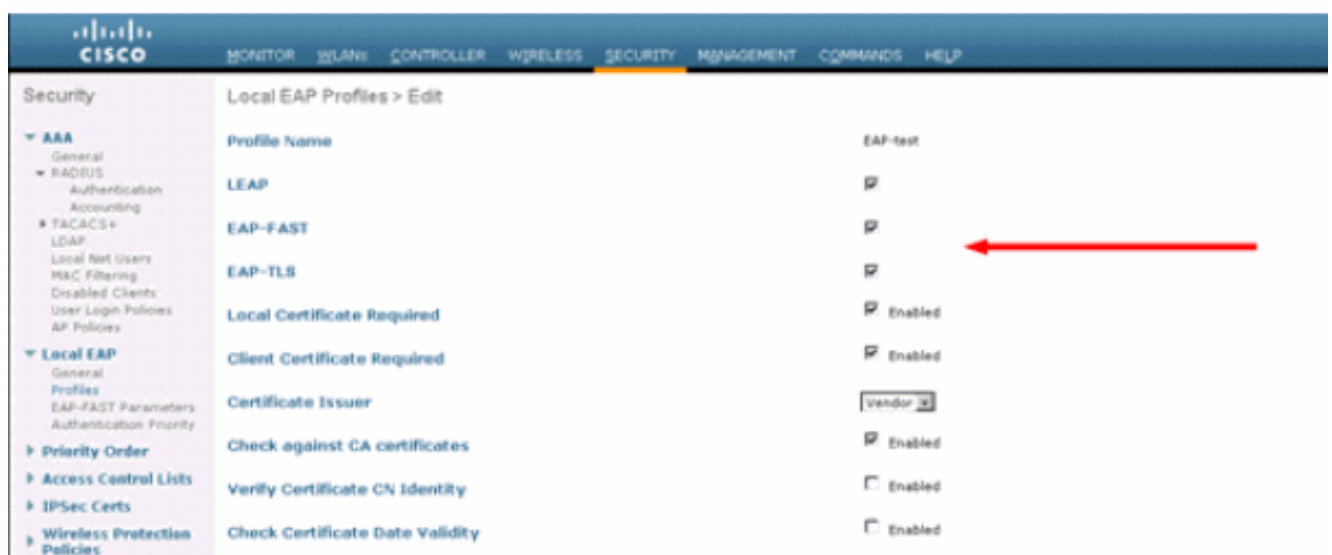 CISCO
MONITOR WLANs CONTROLLER WIRELESS SECURITY MANAGEMENT COMMANDS HELP
Security
AAA
General
RADIUS
Authentication
Accounting
TACACS+
LDAP
Local Net Users
MAC Filtering
Disabled Clients
User Login Policies
AP Policies
Local EAP
General
Profiles
EAP-FAST Parameters
Authentication Priority
Priority Order
Access Control Lists
IPSec Certs
Wireless Protection
Policies
Local EAP Profiles > Edit
Profile Name EAP-test
LEAP
EAP-FAST
EAP-TLS
Local Certificate Required Enabled
Client Certificate Required Enabled
Certificate Issuer Vendor
Check against CA certificates Enabled
Verify Certificate CN Identity Enabled
Check Certificate Date Validity Enabled